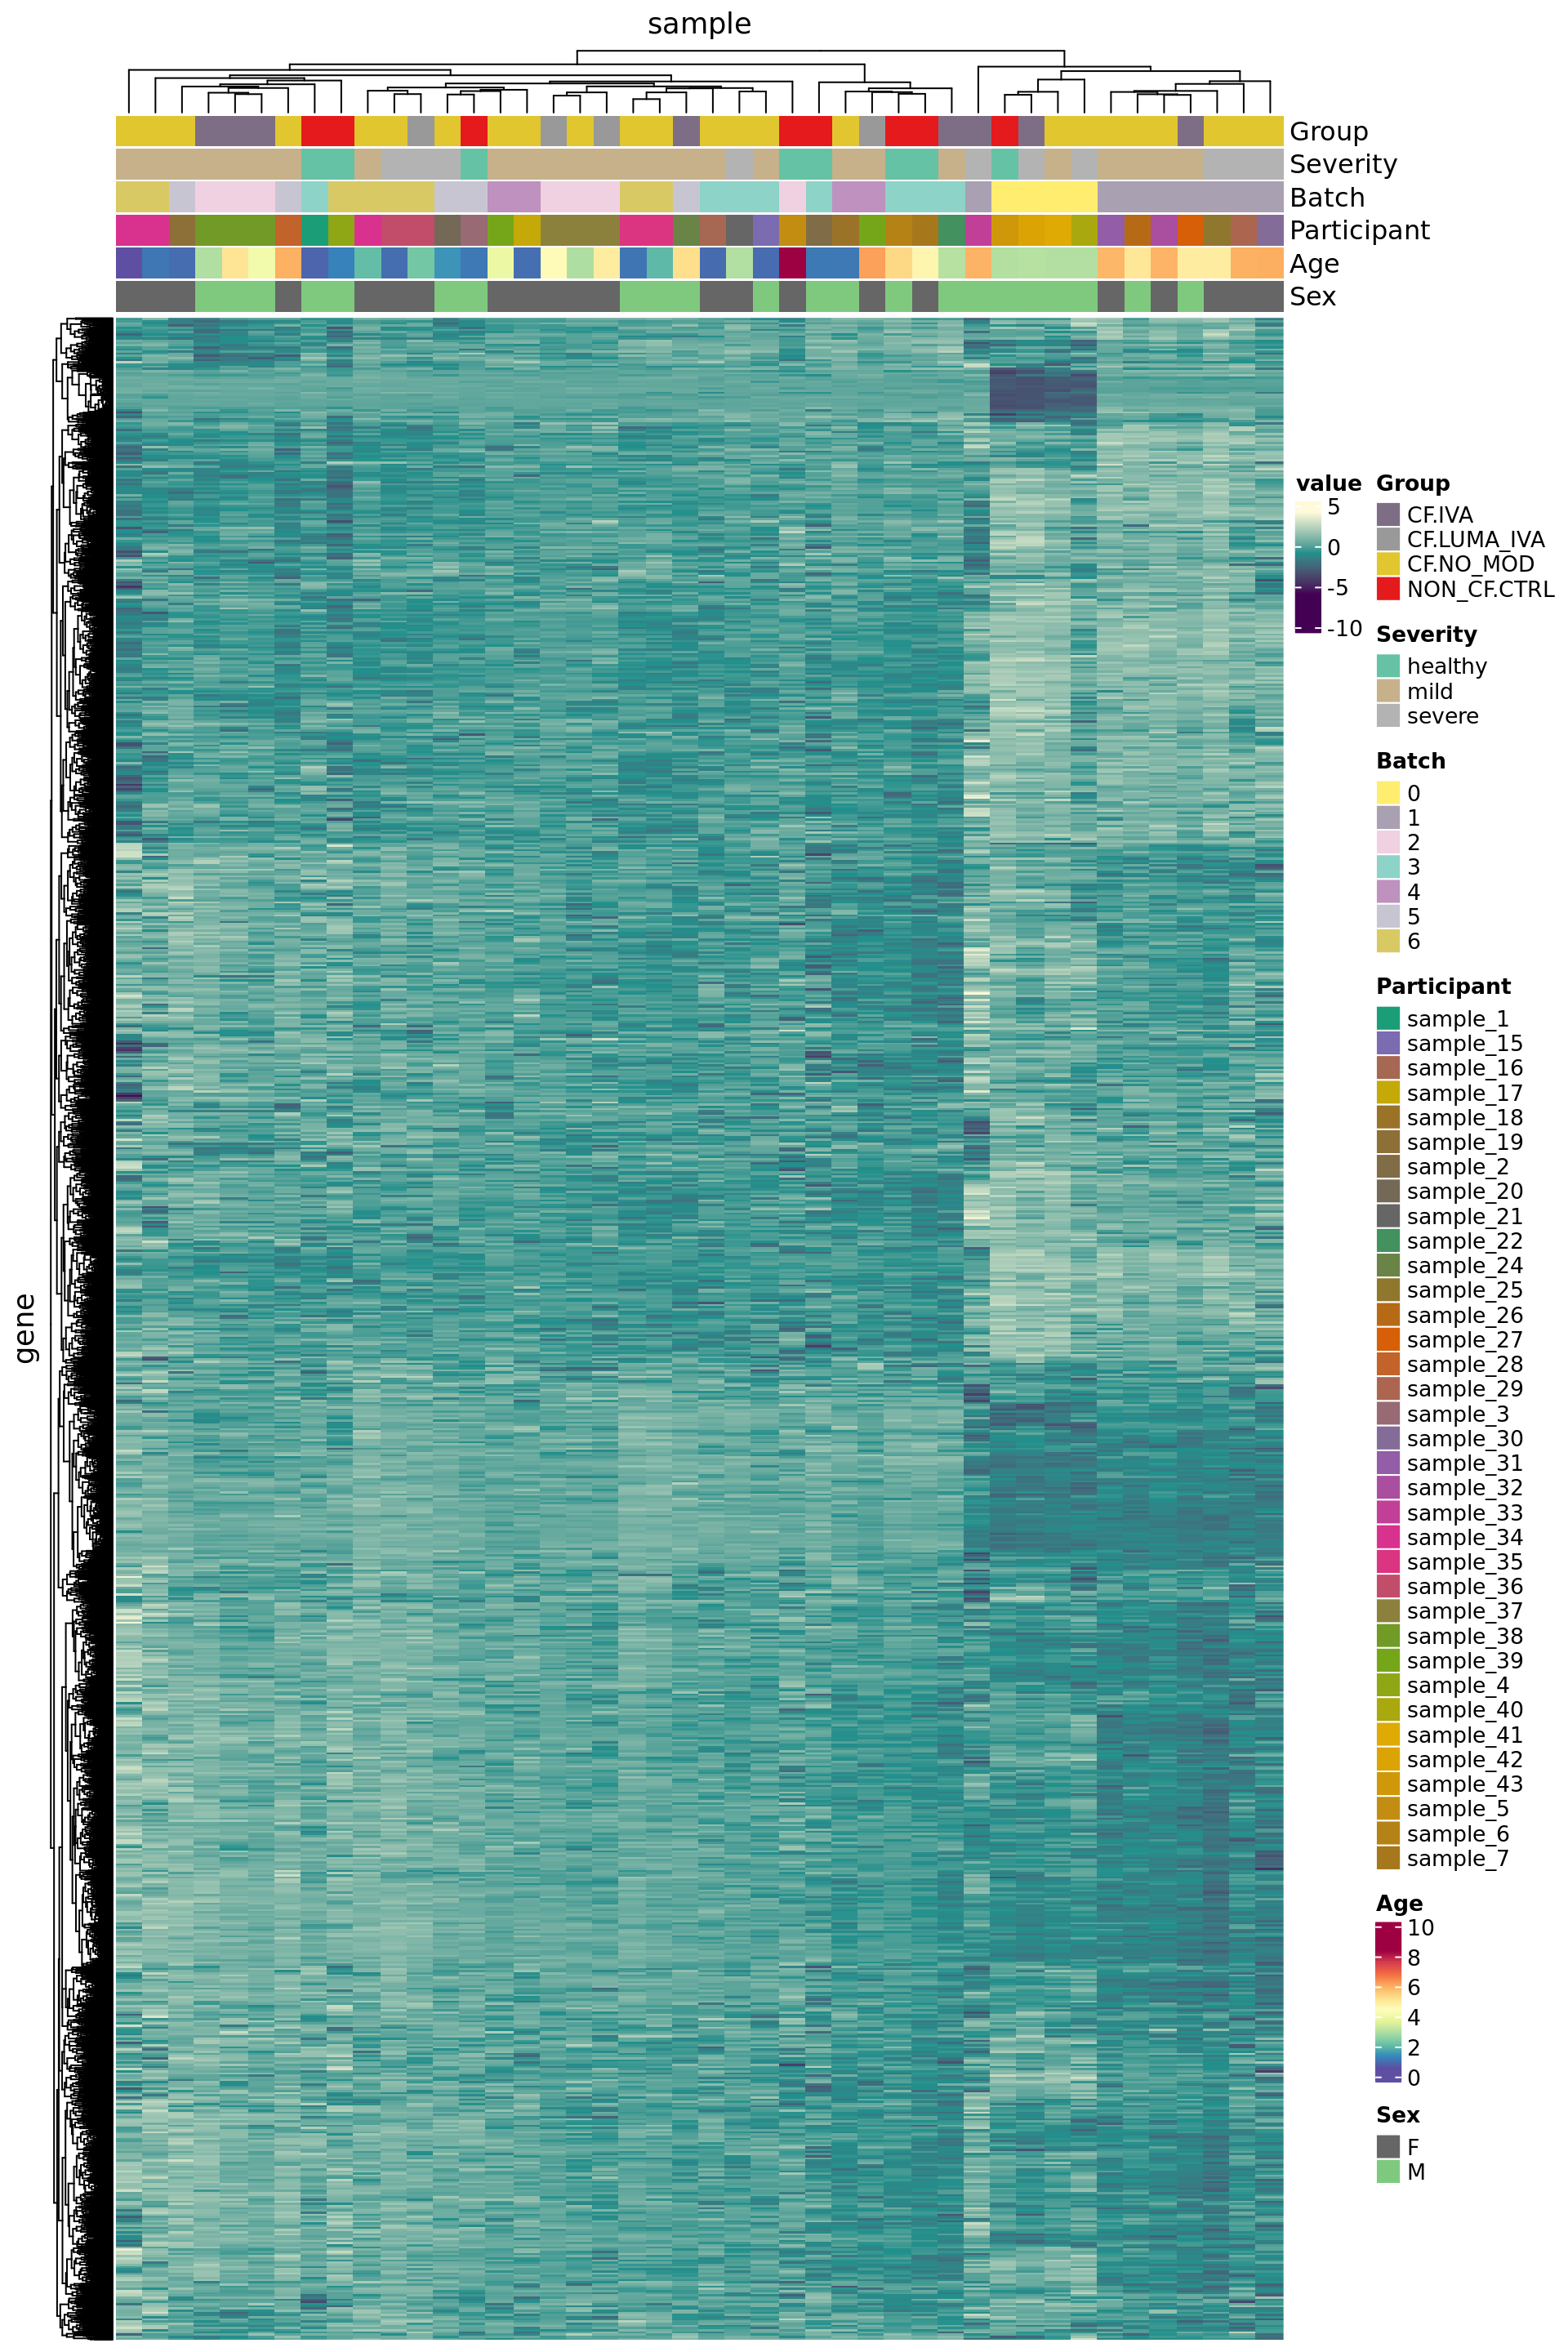 sample
Group
Severity
Batch
Participant
Age
Sex
gene
value
5
0
-5
-10
Group
CF.IVA
CF.LUMA_IVA
CF.NO_MOD
NON_CF.CTRL
Severity
healthy
mild
severe
Batch
0
1
2
3
4
5
6
Participant
sample_1
sample_15
sample_16
sample_17
sample_18
sample_19
sample_2
sample_20
sample_21
sample_22
sample_24
sample_25
sample_26
sample_27
sample_28
sample_29
sample_3
sample_30
sample_31
sample_32
sample_33
sample_34
sample_35
sample_36
sample_37
sample_38
sample_39
sample_4
sample_40
sample_41
sample_42
sample_43
sample_5
sample_6
sample_7
Age
10
8
6
4
2
0
Sex
F
M